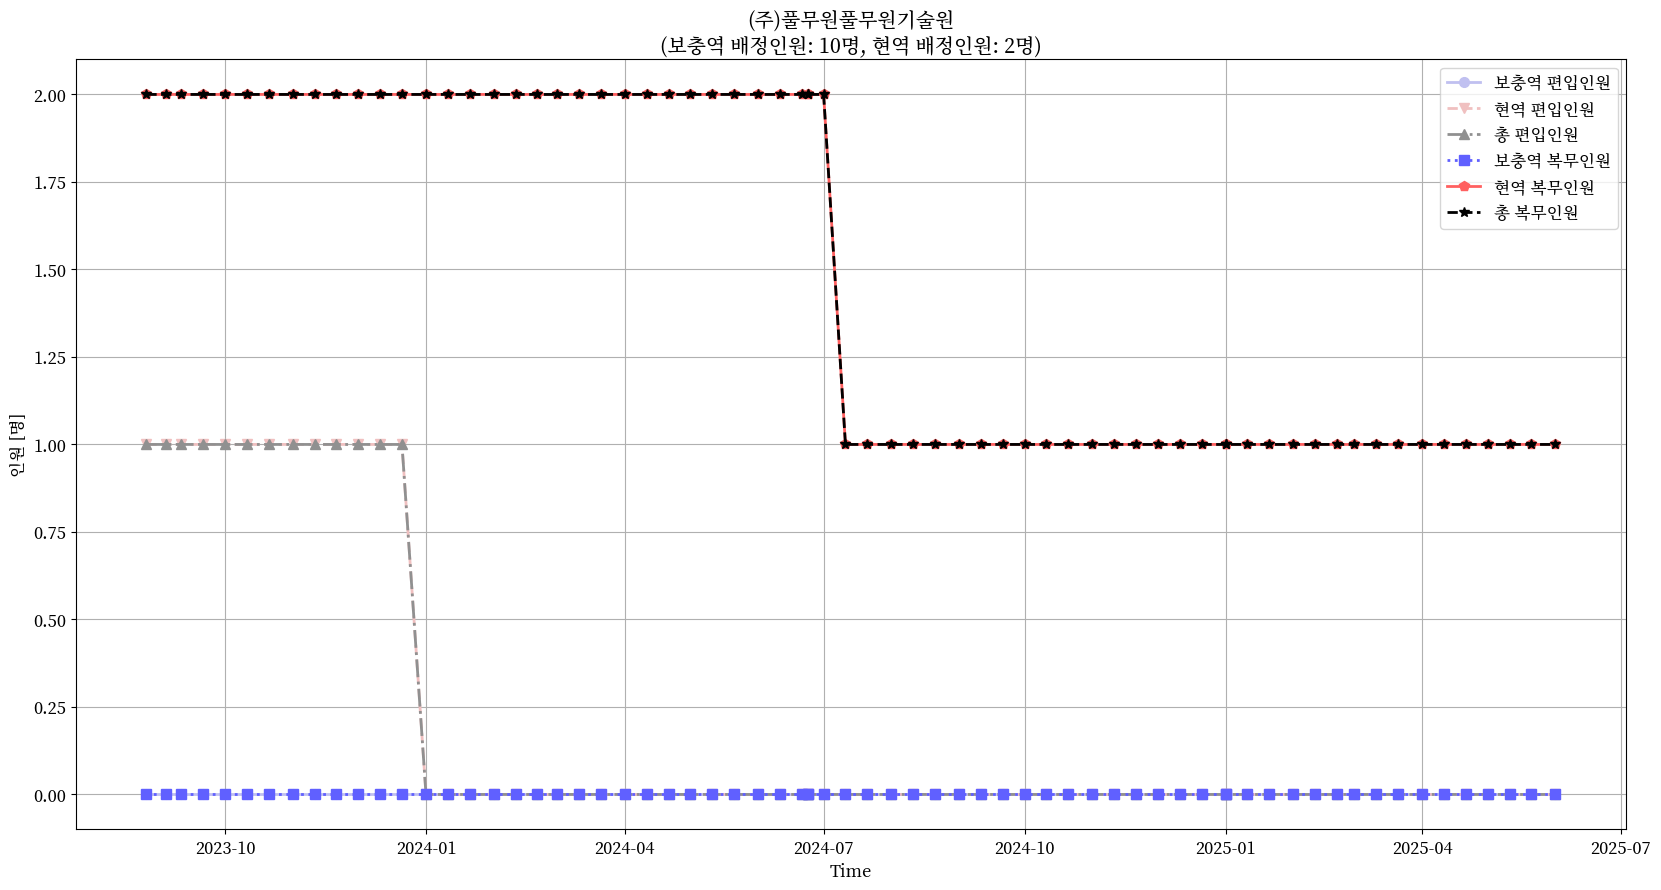 (주)풀무원풀무원기술원
(보충역 배정인원: 10명, 현역 배정인원: 2명)
보충역 편입인원
현역 편입인원
총 편입인원
보충역 복무인원
현역 복무인원
총 복무인원
인원 [명]
2.00
1.75
1.50
1.25
1.00
0.75
0.50
0.25
0.00
2023-10
2024-01
2024-04
2024-07
2024-10
2025-01
2025-04
2025-07
Time